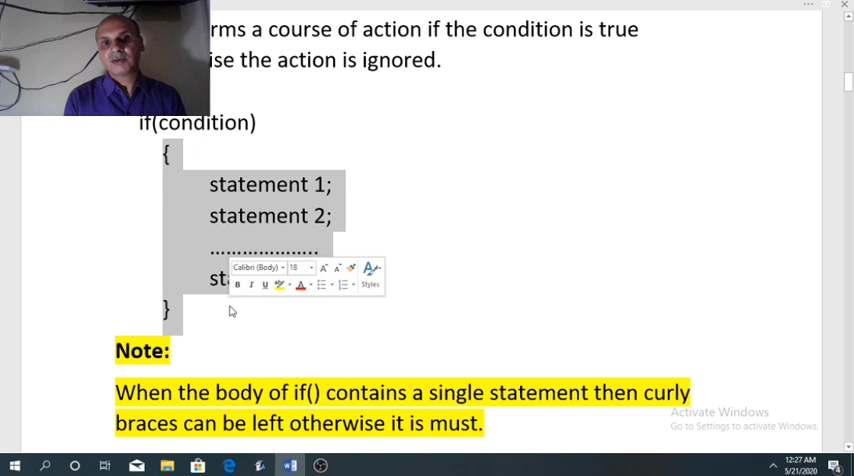 rms a course of action if the condition is true
ise the action is ignored.
if(condition)
{
statement 1;
statement 2;
………………..
Calibri (Body) 18
B I U Styles
}
Note:
When the body of if() contains a single statement then curly
braces can be left otherwise it is must.
Activate Windows
Go to Settings to activate Windows.
12:27 AM
5/21/2020